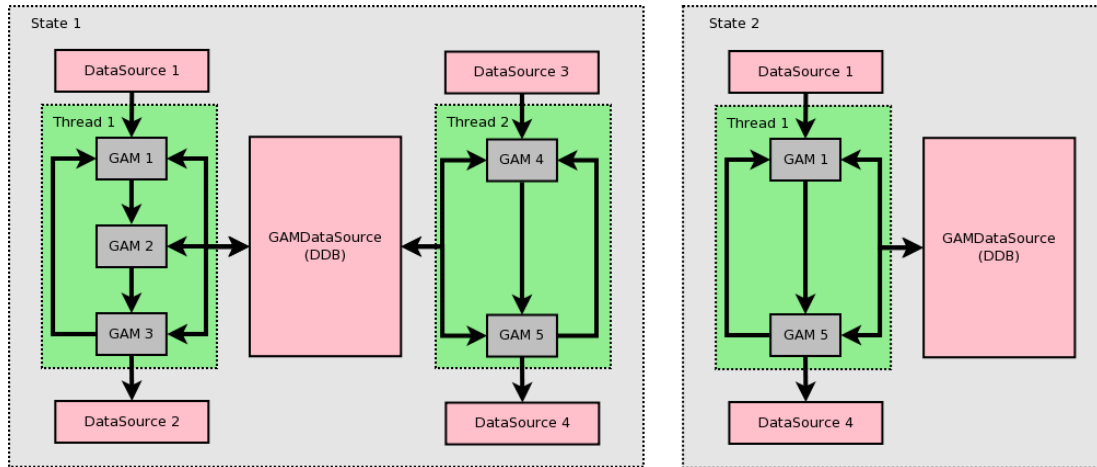 State 1
DataSource 1
Thread 1
GAM 1
GAM 2
GAM 3
DataSource 2
GAMDataSource
(DDB)
DataSource 3
Thread 2
GAM 4
GAM 5
DataSource 4
State 2
DataSource 1
Thread 1
GAM 1
GAM 5
DataSource 4
GAMDataSource
(DDB)